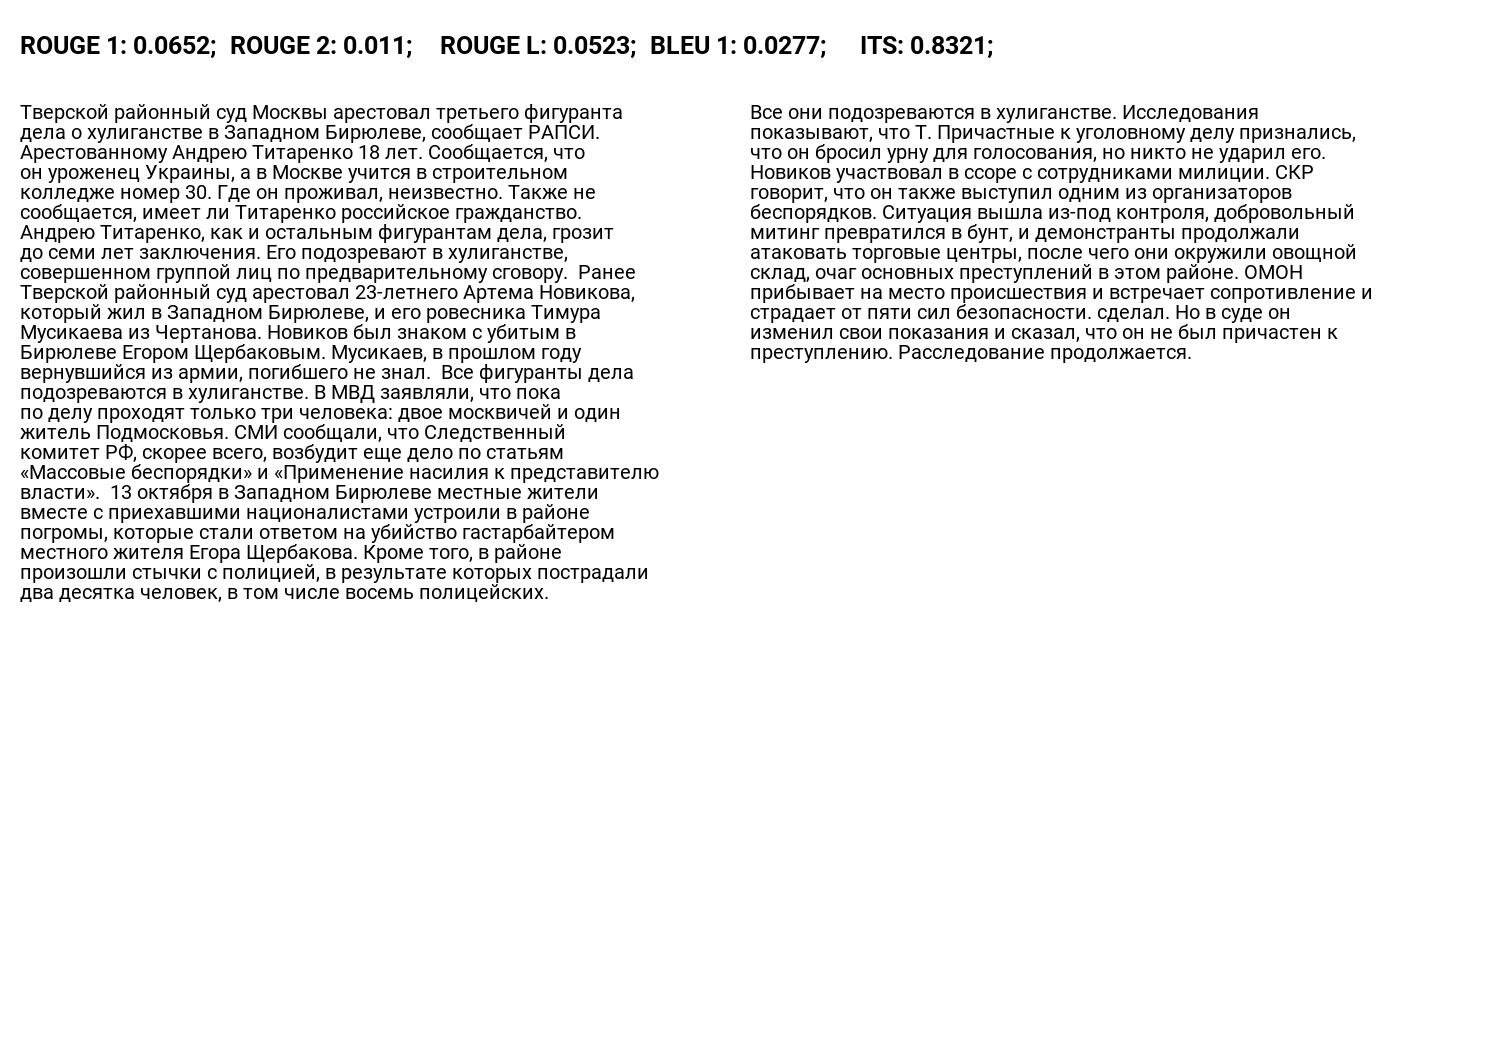 ROUGE 1: 0.0652;  ROUGE 2: 0.011;    ROUGE L: 0.0523;  BLEU 1: 0.0277;     ITS: 0.8321;
Тверской районный суд Москвы арестовал третьего фигуранта
дела о хулиганстве в Западном Бирюлеве, сообщает РАПСИ.
Арестованному Андрею Титаренко 18 лет. Сообщается, что
он уроженец Украины, а в Москве учится в строительном
колледже номер 30. Где он проживал, неизвестно. Также не
сообщается, имеет ли Титаренко российское гражданство.
Андрею Титаренко, как и остальным фигурантам дела, грозит
до семи лет заключения. Его подозревают в хулиганстве,
совершенном группой лиц по предварительному сговору.  Ранее
Тверской районный суд арестовал 23-летнего Артема Новикова,
который жил в Западном Бирюлеве, и его ровесника Тимура
Мусикаева из Чертанова. Новиков был знаком с убитым в
Бирюлеве Егором Щербаковым. Мусикаев, в прошлом году
вернувшийся из армии, погибшего не знал.  Все фигуранты дела
подозреваются в хулиганстве. В МВД заявляли, что пока
по делу проходят только три человека: двое москвичей и один
житель Подмосковья. СМИ сообщали, что Следственный
комитет РФ, скорее всего, возбудит еще дело по статьям
«Массовые беспорядки» и «Применение насилия к представителю
власти».  13 октября в Западном Бирюлеве местные жители
вместе с приехавшими националистами устроили в районе
погромы, которые стали ответом на убийство гастарбайтером
местного жителя Егора Щербакова. Кроме того, в районе
произошли стычки с полицией, в результате которых пострадали
два десятка человек, в том числе восемь полицейских.
Все они подозреваются в хулиганстве. Исследования
показывают, что Т. Причастные к уголовному делу признались,
что он бросил урну для голосования, но никто не ударил его.
Новиков участвовал в ссоре с сотрудниками милиции. СКР
говорит, что он также выступил одним из организаторов
беспорядков. Ситуация вышла из-под контроля, добровольный
митинг превратился в бунт, и демонстранты продолжали
атаковать торговые центры, после чего они окружили овощной
склад, очаг основных преступлений в этом районе. ОМОН
прибывает на место происшествия и встречает сопротивление и
страдает от пяти сил безопасности. сделал. Но в суде он
изменил свои показания и сказал, что он не был причастен к
преступлению. Расследование продолжается.